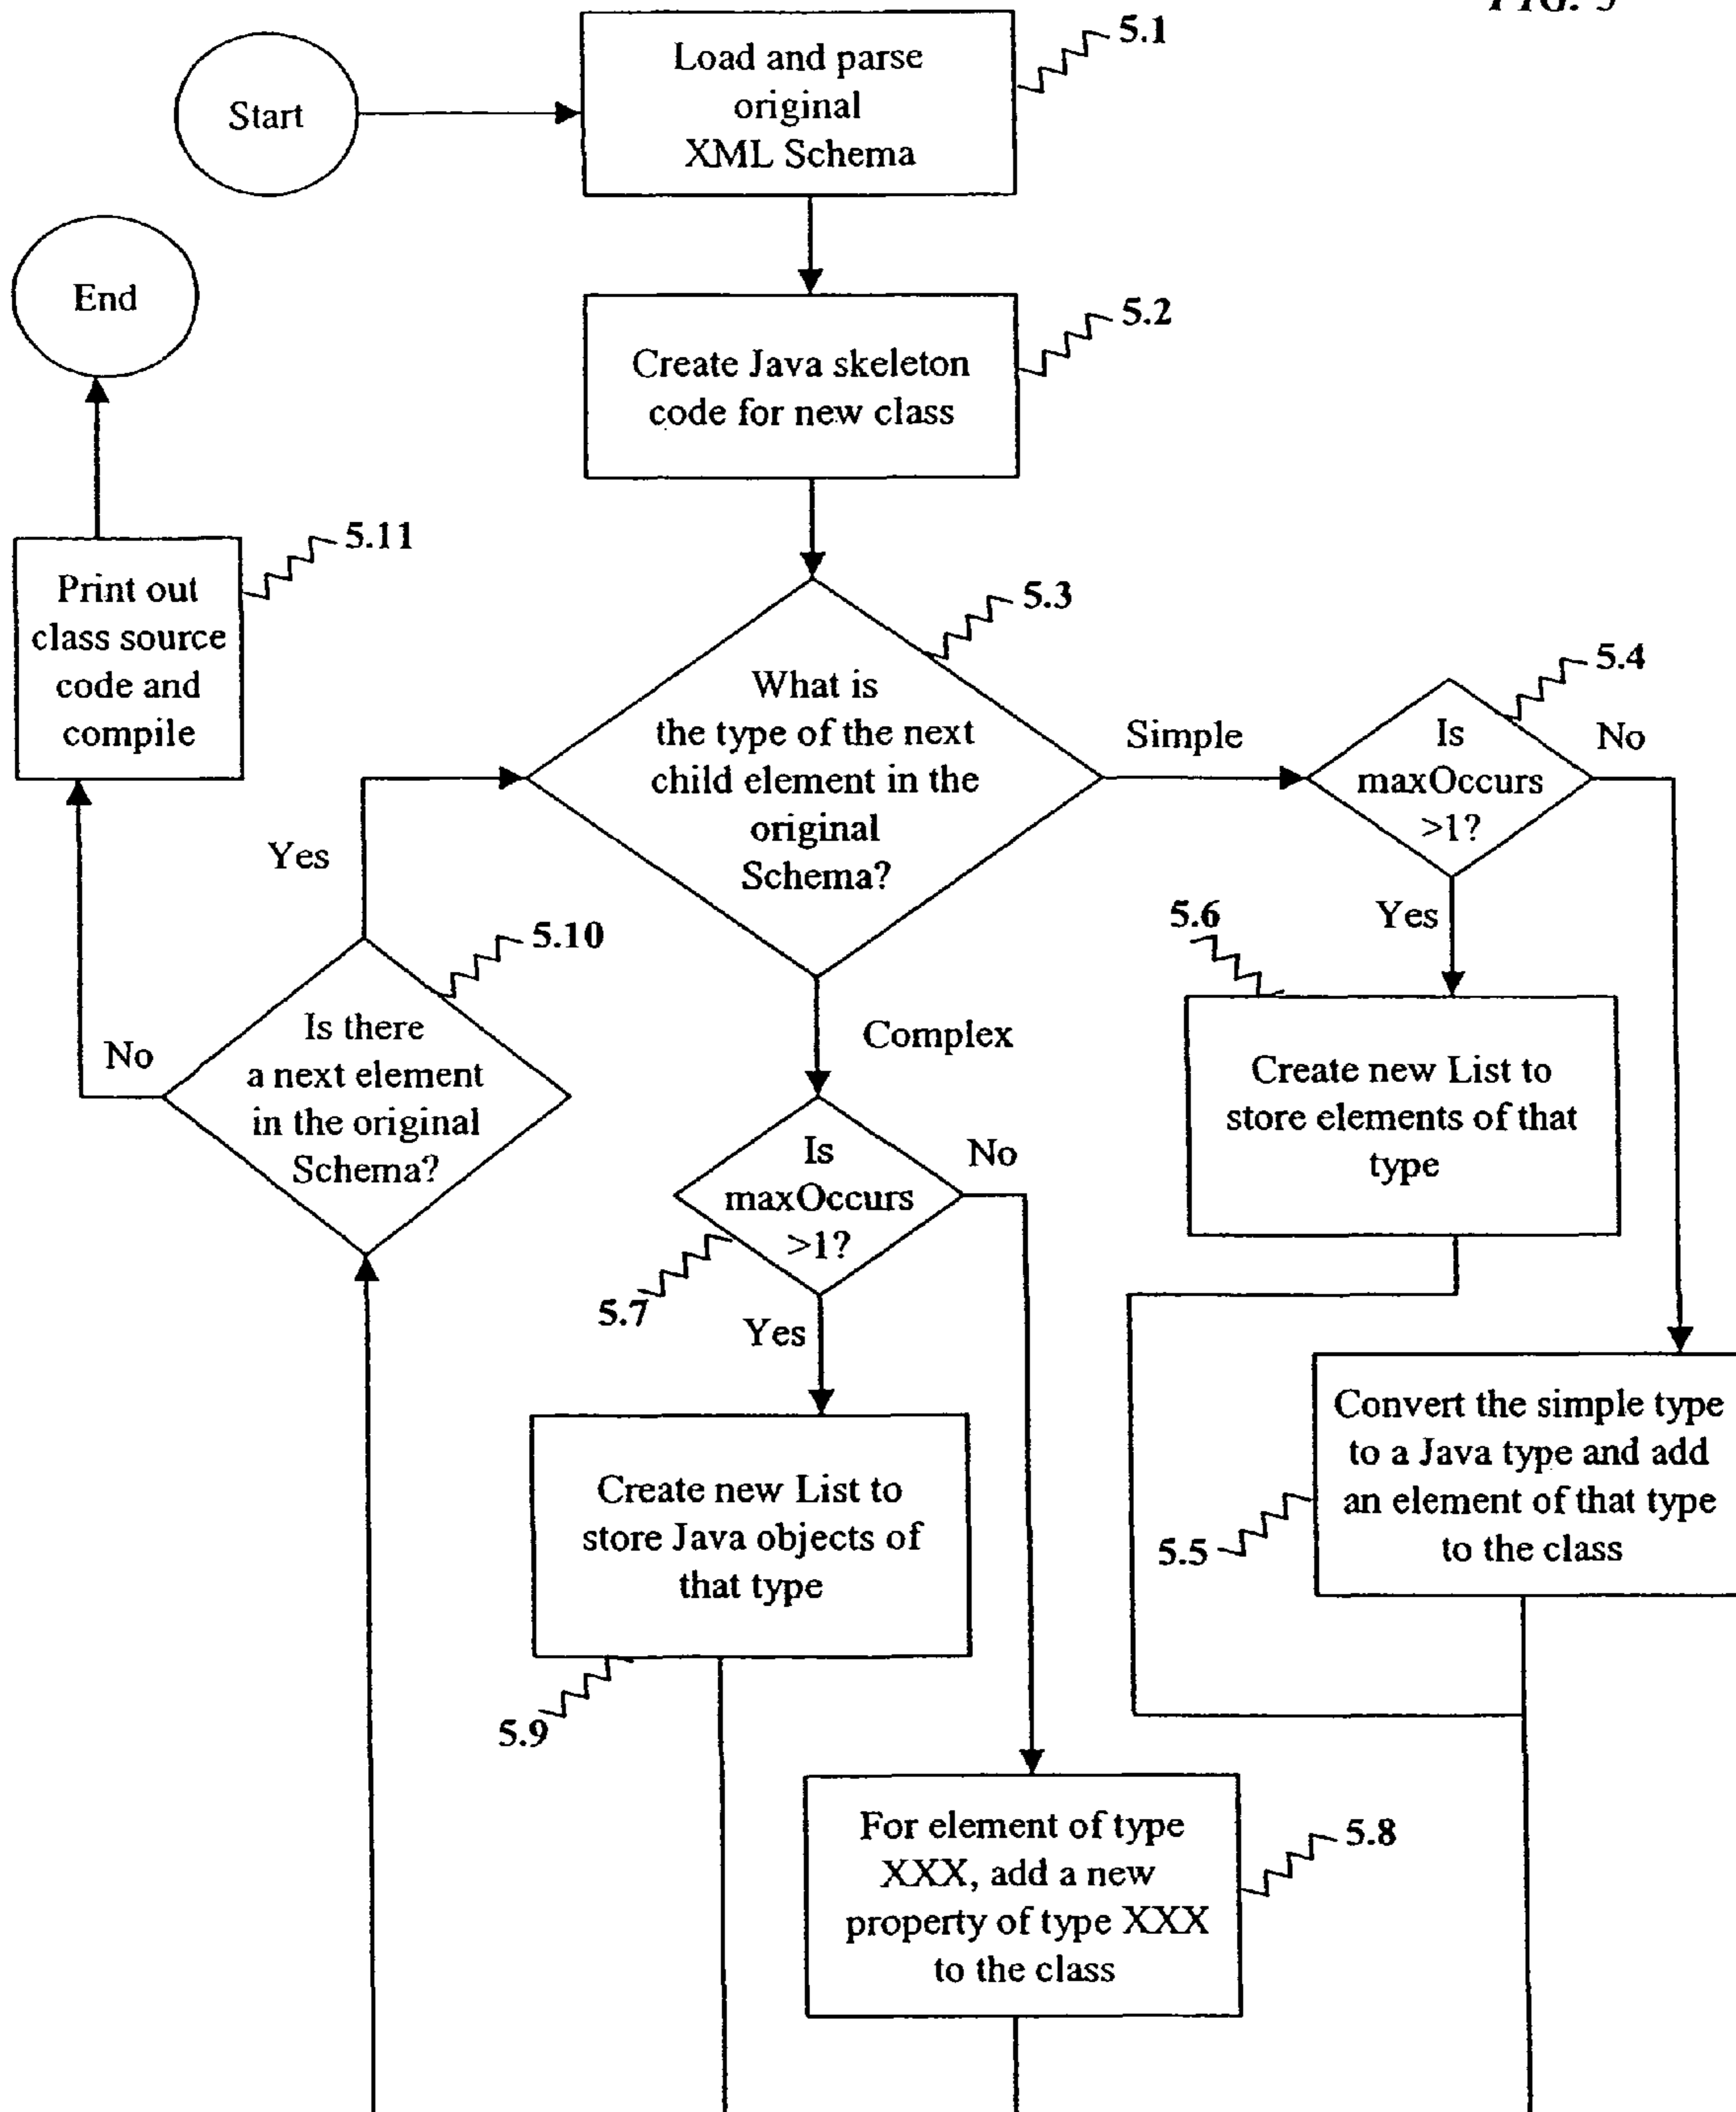 FIG. 5
5.1
Load and parse
original
XML Schema
Start
End
5.2
Create Java skeleton
code for new class
5.11
Print out
class source
code and
compile
5.3
What is
the type of the next
child element in the
original
Schema?
Simple
5.4
Is
maxOccurs
>1?
No
Yes
Yes
5.6
5.10
Is there
a next element
in the original
Schema?
No
Complex
Create new List to
store elements of that
type
Is
maxOccurs
>1?
No
5.7
Yes
Convert the simple type
to a Java type and add
an element of that type
to the class
5.5
Create new List to
store Java objects of
that type
5.9
For element of type
XXX, add a new
property of type XXX
to the class
5.8